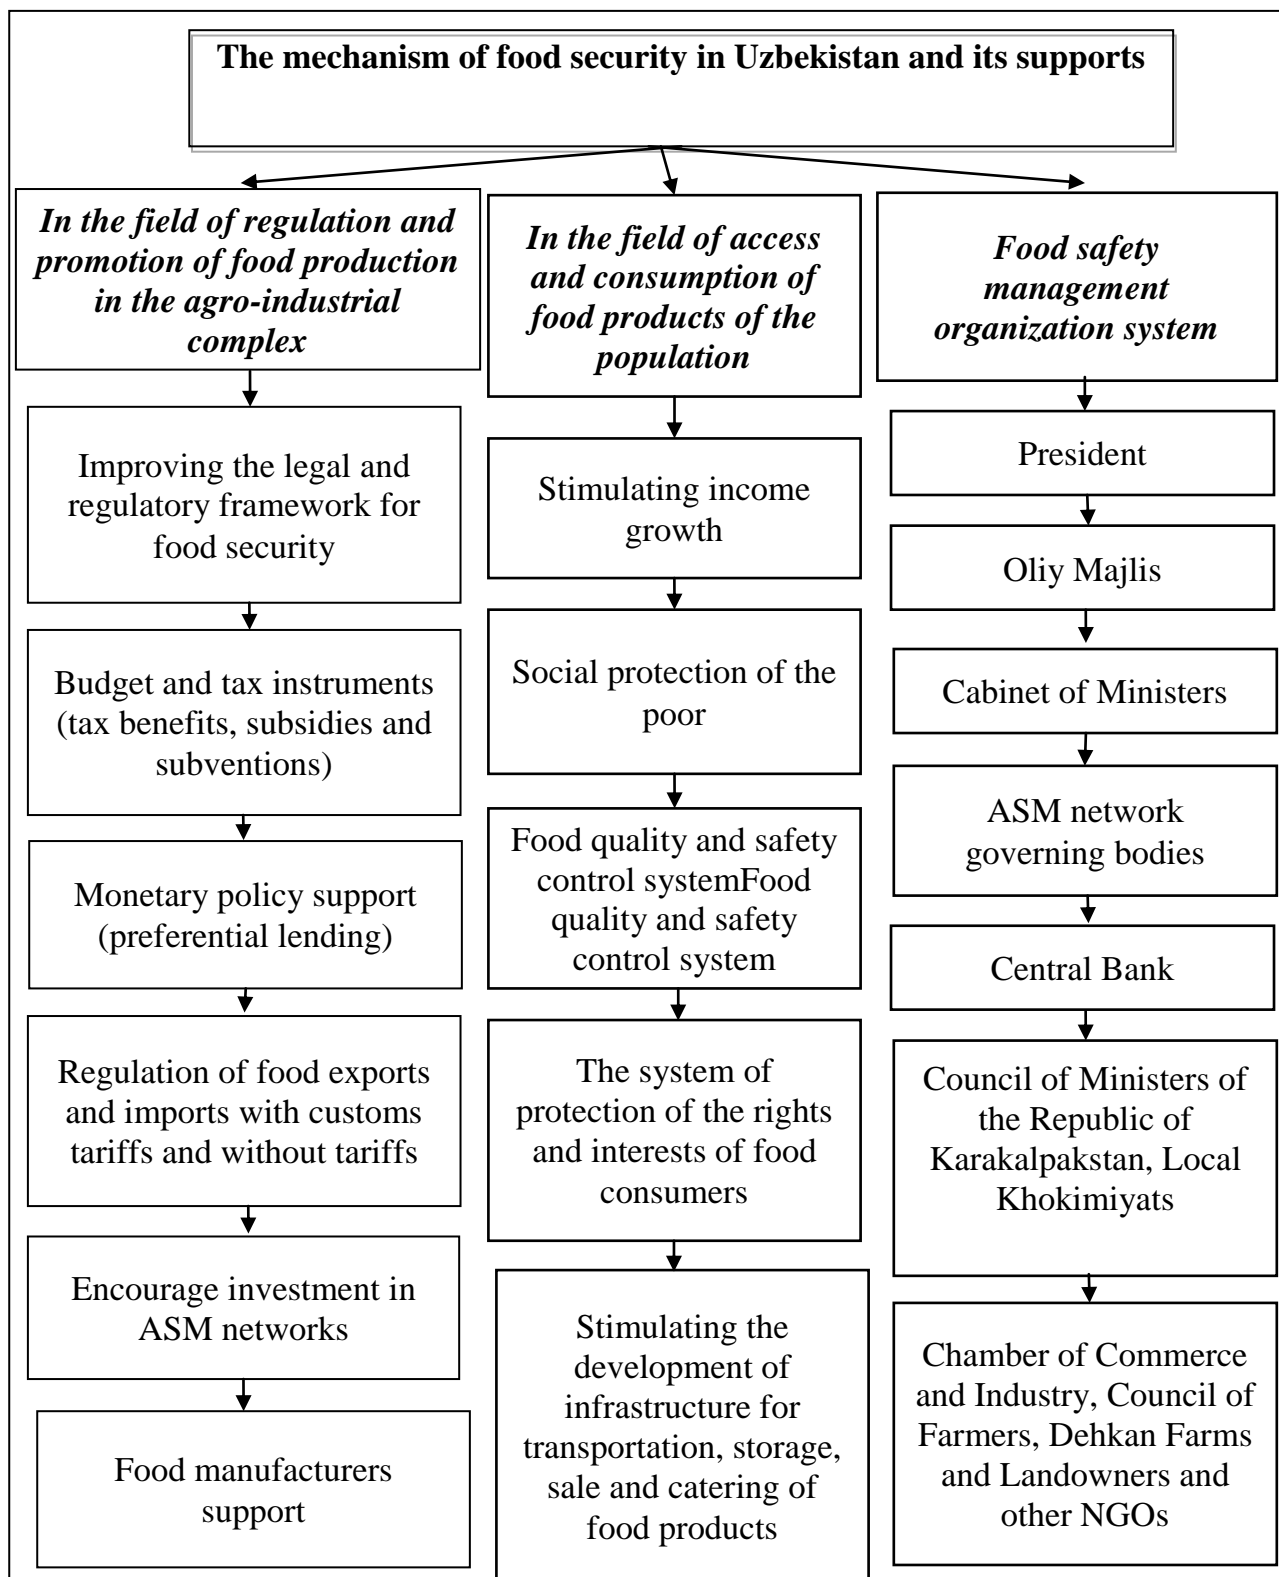 The mechanism of food security in Uzbekistan and its supports
In the field of regulation and
promotion of food production
in the agro-industrial
complex
Improving the legal and
regulatory framework for
food security
Budget and tax instruments
(tax benefits, subsidies and
subventions)
Monetary policy support
(preferential lending)
Regulation of food exports
and imports with customs
tariffs and without tariffs
Encourage investment in
ASM networks
Food manufacturers
support
In the field of access
and consumption of
food products of the
population
Stimulating income
growth
Social protection of the
poor
Food quality and safety
control systemFood
quality and safety
control system
The system of
protection of the rights
and interests of food
consumers
Stimulating the
development of
infrastructure for
transportation, storage,
sale and catering of
food products
Food safety
management
organization system
President
Oliy Majlis
Cabinet of Ministers
ASM network
governing bodies
Central Bank
Council of Ministers of
the Republic of
Karakalpakstan, Local
Khokimiyats
Chamber of Commerce
and Industry, Council of
Farmers, Dehkan Farms
and Landowners and
other NGOs